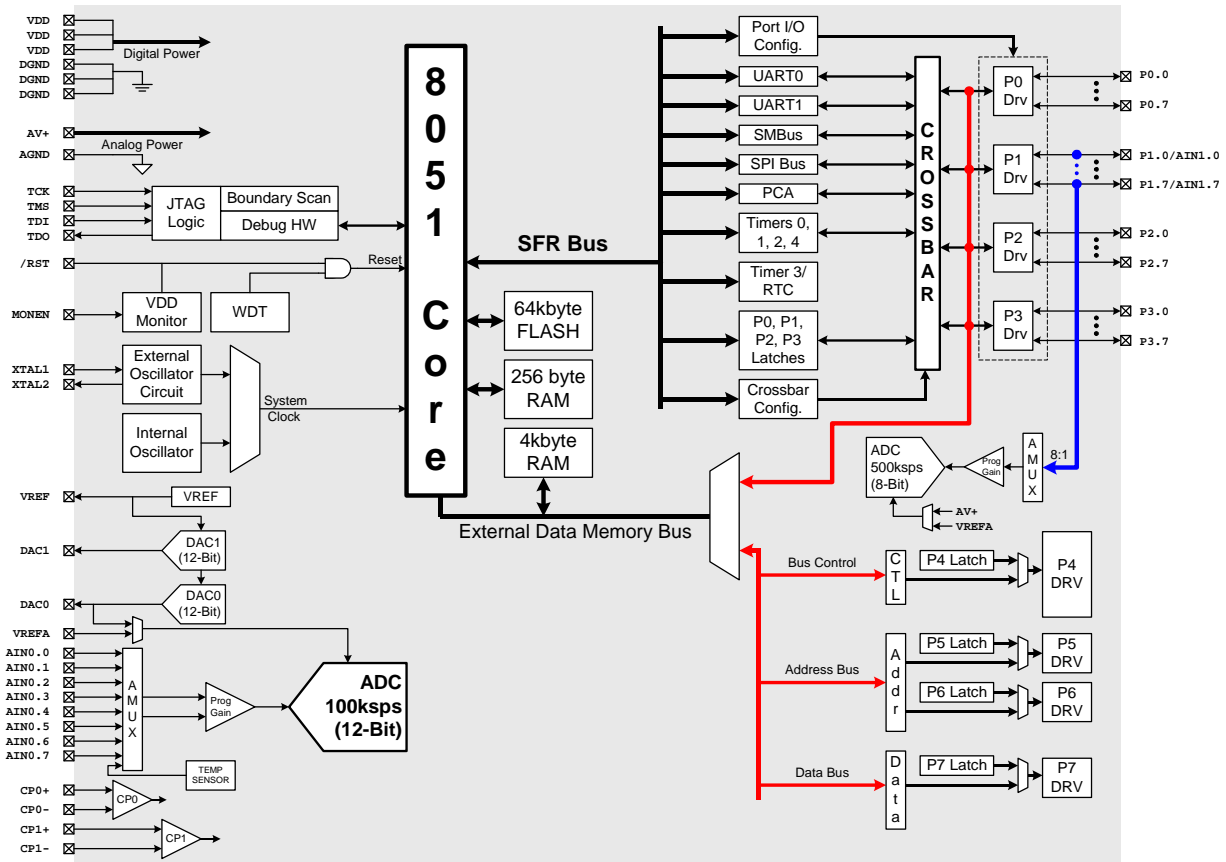 VDD
VDD
VDD
Digital Power
DGND
DGND
DGND
AV+
Analog Power
AGND
TCK
TMS
TDI
TDO
JTAG
Logic
Boundary Scan
Debug HW
/RST
Reset
MONEN
VDD
Monitor
WDT
XTAL1
XTAL2
External
Oscillator
Circuit
Internal
Oscillator
System
Clock
VREF
VREF
DAC1
DAC1
(12-Bit)
DAC0
DAC0
(12-Bit)
VREFA
AIN0.0
AIN0.1
AIN0.2
AIN0.3
AIN0.4
AIN0.5
AIN0.6
AIN0.7
A
M
U
X
Prog
Gain
ADC
100ksps
(12-Bit)
TEMP
SENSOR
CP0+
CP0-
CP0
CP1+
CP1-
CP1
8
0
5
1
C
o
r
e
SFR Bus
64kbyte
FLASH
256 byte
RAM
4kbyte
RAM
External Data Memory Bus
Port I/O
Config.
UART0
UART1
SMBus
SPI Bus
PCA
Timers 0,
1, 2, 4
Timer 3/
RTC
P0, P1,
P2, P3
Latches
Crossbar
Config.
C
R
O
S
S
B
A
R
P0
Drv
P1
Drv
P2
Drv
P3
Drv
P0.0
P0.7
P1.0/AIN1.0
P1.7/AIN1.7
P2.0
P2.7
P3.0
P3.7
ADC
500ksps
(8-Bit)
Prog
Gain
A
M
U
X
8:1
AV+
VREFA
Bus Control
C
T
L
P4 Latch
P4
DRV
Address Bus
A
d
d
r
P5 Latch
P5
DRV
P6 Latch
P6
DRV
Data Bus
D
a
t
a
P7 Latch
P7
DRV